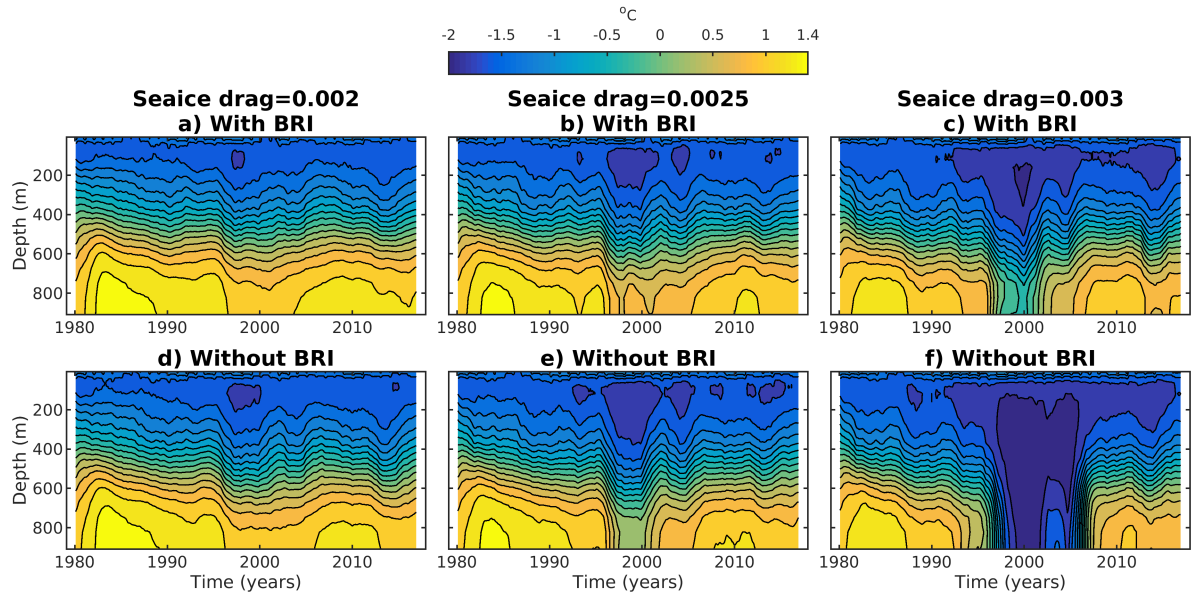 °C
-2 -1.5 -1 -0.5 0 0.5 1 1.4
Seaice drag=0.002
a) With BRI
Seaice drag=0.0025
b) With BRI
Seaice drag=0.003
c) With BRI
Depth (m)
200
400
600
800
1980 1990 2000 2010
1980 1990 2000 2010
1980 1990 2000 2010
d) Without BRI
e) Without BRI
f) Without BRI
Depth (m)
200
400
600
800
1980 1990 2000 2010
1980 1990 2000 2010
1980 1990 2000 2010
Time (years)
Time (years)
Time (years)